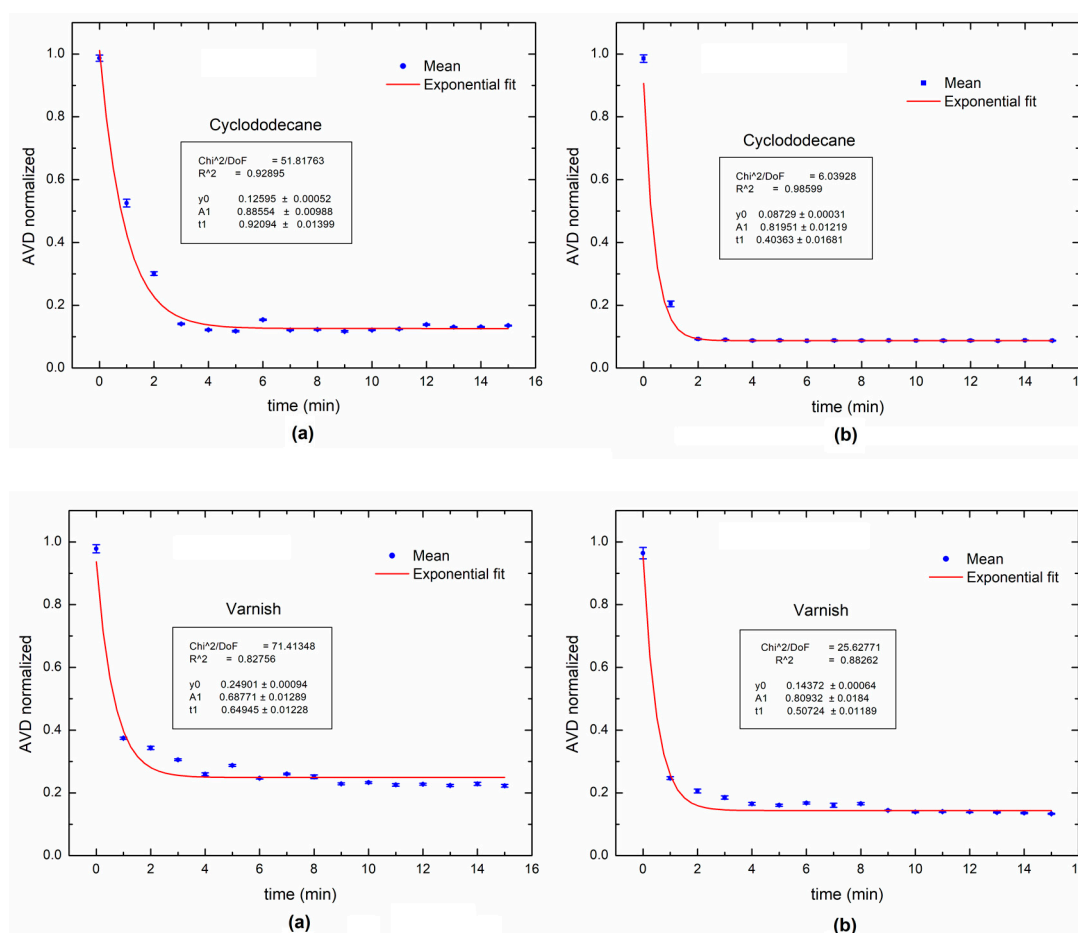 1.0
0.8
0.6
0.4
0.2
0.0
AVD normalized
Mean
Exponential fit
Cyclododecane
Chi^2/DoF = 51.81763
R^2 = 0.92895
y0 0.12595 ± 0.00052
A1 0.88554 ± 0.00988
t1 0.92094 ± 0.01399
0 2 4 6 8 10 12 14 16
time (min)
(a)
1.0
0.8
0.6
0.4
0.2
0.0
AVD normalized
Mean
Exponential fit
Cyclododecane
Chi^2/DoF = 6.03928
R^2 = 0.98599
y0 0.08729 ± 0.00031
A1 0.81951 ± 0.01219
t1 0.40363 ± 0.01681
0 2 4 6 8 10 12 14 16
time (min)
(b)
1.0
0.8
0.6
0.4
0.2
0.0
AVD normalized
Mean
Exponential fit
Varnish
Chi^2/DoF = 71.41348
R^2 = 0.82756
y0 0.24901 ± 0.00094
A1 0.68771 ± 0.01289
t1 0.64945 ± 0.01228
0 2 4 6 8 10 12 14 16
time (min)
(a)
1.0
0.8
0.6
0.4
0.2
0.0
AVD normalized
Mean
Exponential fit
Varnish
Chi^2/DoF = 25.62771
R^2 = 0.88262
y0 0.14372 ± 0.00064
A1 0.80932 ± 0.0184
t1 0.50724 ± 0.01189
0 2 4 6 8 10 12 14
time (min)
(b)